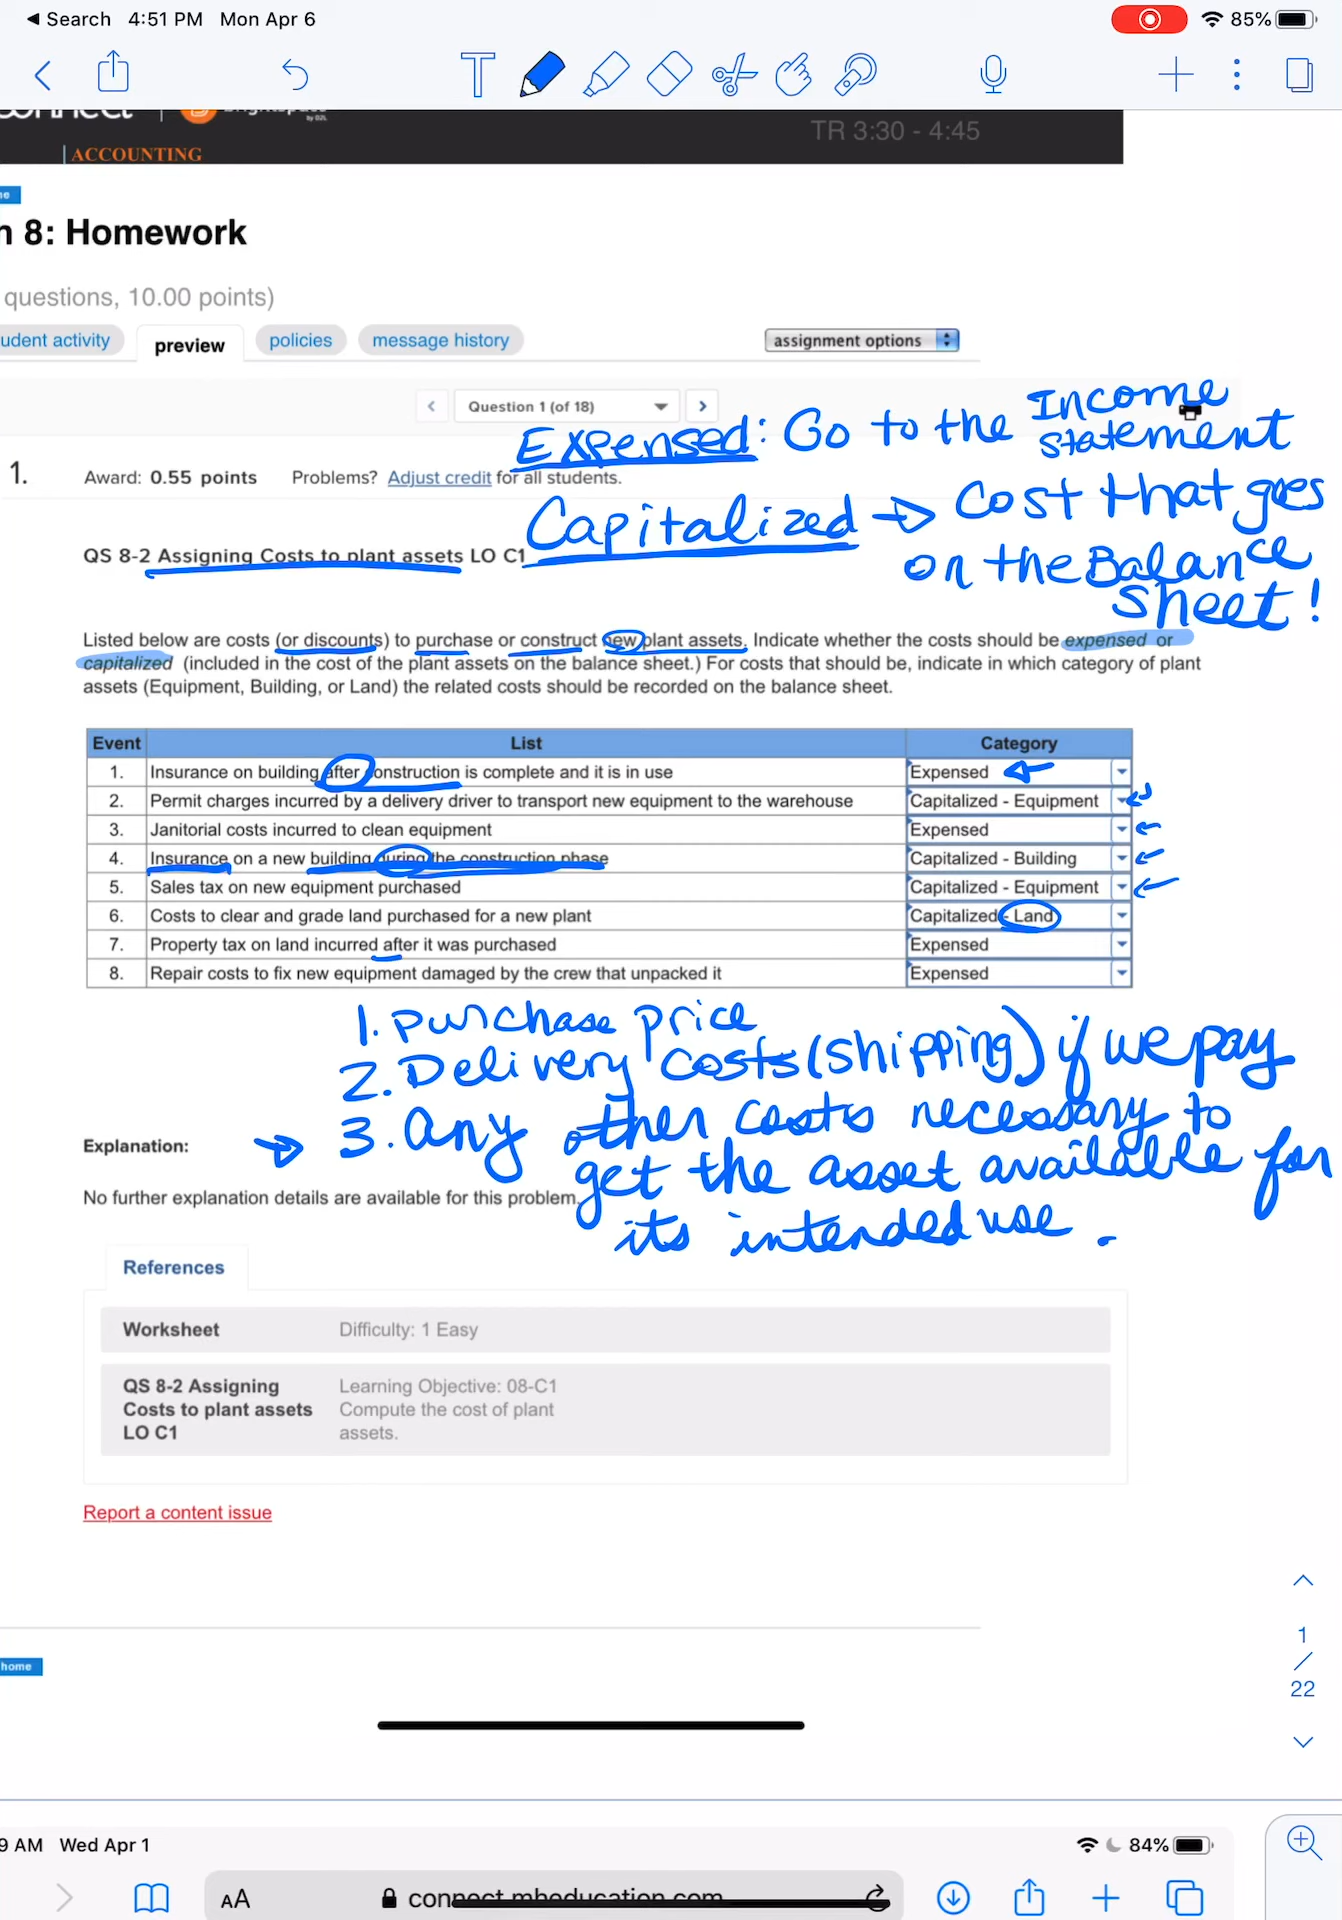 Search 4:51 PM Mon Apr 6 85%
T
connect by D2L TR 3:30 - 4:45
| ACCOUNTING
8: Homework
questions, 10.00 points)
udent activity preview policies message history assignment options
Question 1 (of 18)
Expensed: Go to the Income
Statement
1. Award: 0.55 points Problems? Adjust credit for all students.
Capitalized → Cost that goes
on the Balance
Sheet!
QS 8-2 Assigning Costs to plant assets LO C1
Listed below are costs (or discounts) to purchase or construct new plant assets. Indicate whether the costs should be expensed or
capitalized (included in the cost of the plant assets on the balance sheet.) For costs that should be, indicate in which category of plant
assets (Equipment, Building, or Land) the related costs should be recorded on the balance sheet.
Event List Category
1. Insurance on building after construction is complete and it is in use Expensed
2. Permit charges incurred by a delivery driver to transport new equipment to the warehouse Capitalized - Equipment
3. Janitorial costs incurred to clean equipment Expensed
4. Insurance on a new building during the construction phase Capitalized - Building
5. Sales tax on new equipment purchased Capitalized - Equipment
6. Costs to clear and grade land purchased for a new plant Capitalized - Land
7. Property tax on land incurred after it was purchased Expensed
8. Repair costs to fix new equipment damaged by the crew that unpacked it Expensed
1. Purchase price
2. Delivery costs (shipping) if we pay
→ 3. Any other costs necessary to
get the asset available for
its intended use.
Explanation:
No further explanation details are available for this problem.
References
Worksheet Difficulty: 1 Easy
QS 8-2 Assigning Learning Objective: 08-C1
Costs to plant assets Compute the cost of plant
LO C1 assets.
Report a content issue
1
/
22
home
9 AM Wed Apr 1 84%
AA connect.mheducation.com